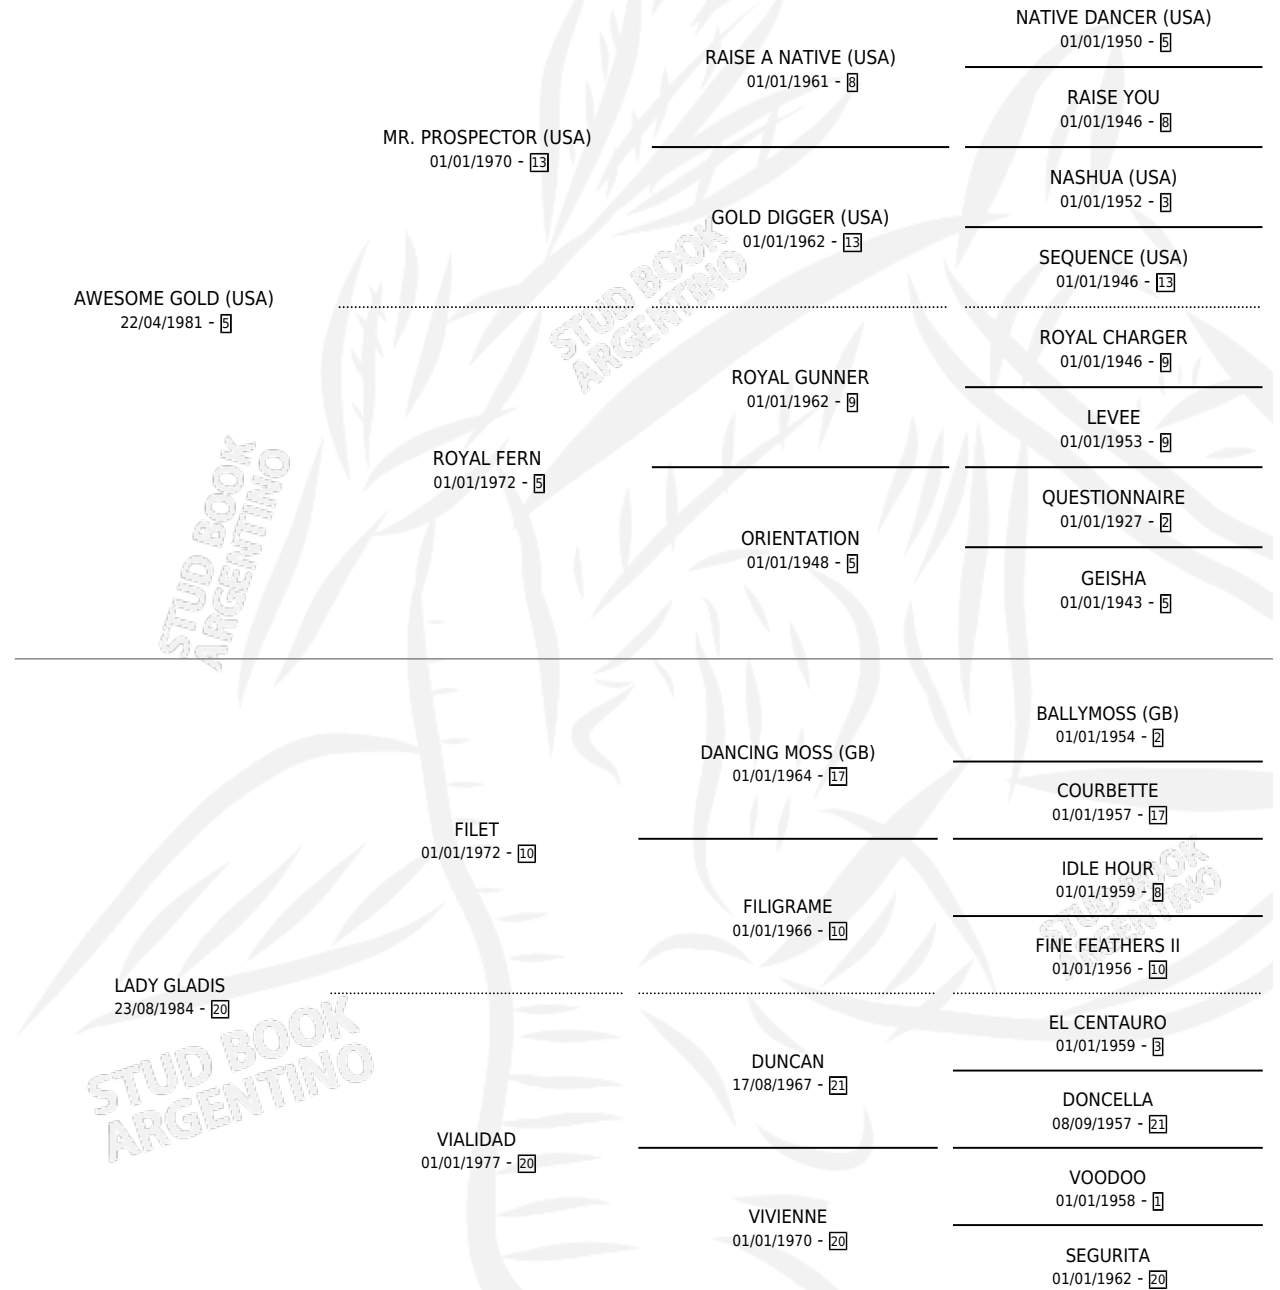 NATIVE DANCER (USA)
01/01/1950 - 5
RAISE A NATIVE (USA)
01/01/1961 - 8
RAISE YOU
01/01/1946 - 8
MR. PROSPECTOR (USA)
01/01/1970 - 13
NASHUA (USA)
01/01/1952 - 3
GOLD DIGGER (USA)
01/01/1962 - 13
SEQUENCE (USA)
01/01/1946 - 13
AWESOME GOLD (USA)
22/04/1981 - 5
STUD BOOK
ARGENTINO
ROYAL CHARGER
01/01/1946 - 9
ROYAL GUNNER
01/01/1962 - 9
LEVEE
01/01/1953 - 9
ROYAL FERN
01/01/1972 - 5
QUESTIONNAIRE
01/01/1927 - 2
ORIENTATION
01/01/1948 - 5
GEISHA
01/01/1943 - 5
STUD BOOK
ARGENTINO
BALLYMOSS (GB)
01/01/1954 - 2
DANCING MOSS (GB)
01/01/1964 - 17
COURBETTE
01/01/1957 - 17
FILET
01/01/1972 - 10
IDLE HOUR
01/01/1959 - 8
FILIGRAME
01/01/1966 - 10
STUD BOOK
ARGENTINO
FINE FEATHERS II
01/01/1956 - 10
LADY GLADIS
23/08/1984 - 20
EL CENTAURO
01/01/1959 - 3
STUD BOOK
ARGENTINO
DUNCAN
17/08/1967 - 21
DONCELLA
08/09/1957 - 21
VIALIDAD
01/01/1977 - 20
VOODOO
01/01/1958 - 1
VIVIENNE
01/01/1970 - 20
SEGURITA
01/01/1962 - 20